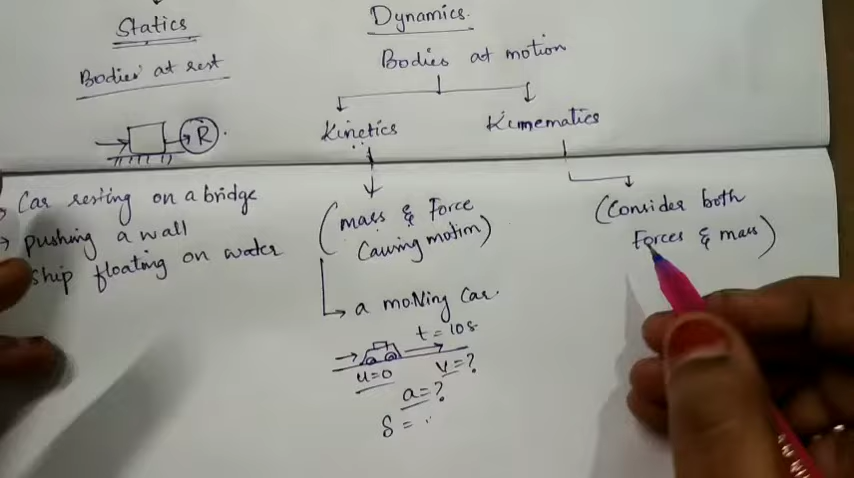 Statics
Bodies at rest
R
Car resting on a bridge
pushing a wall
ship floating on water
Dynamics.
Bodies at motion
Kinetics
(mass & Force
Causing motion)
a moving Car.
t = 10s
u=0
v=?
a=?
S =
Kinematics
(Consider both
Forces & mass)